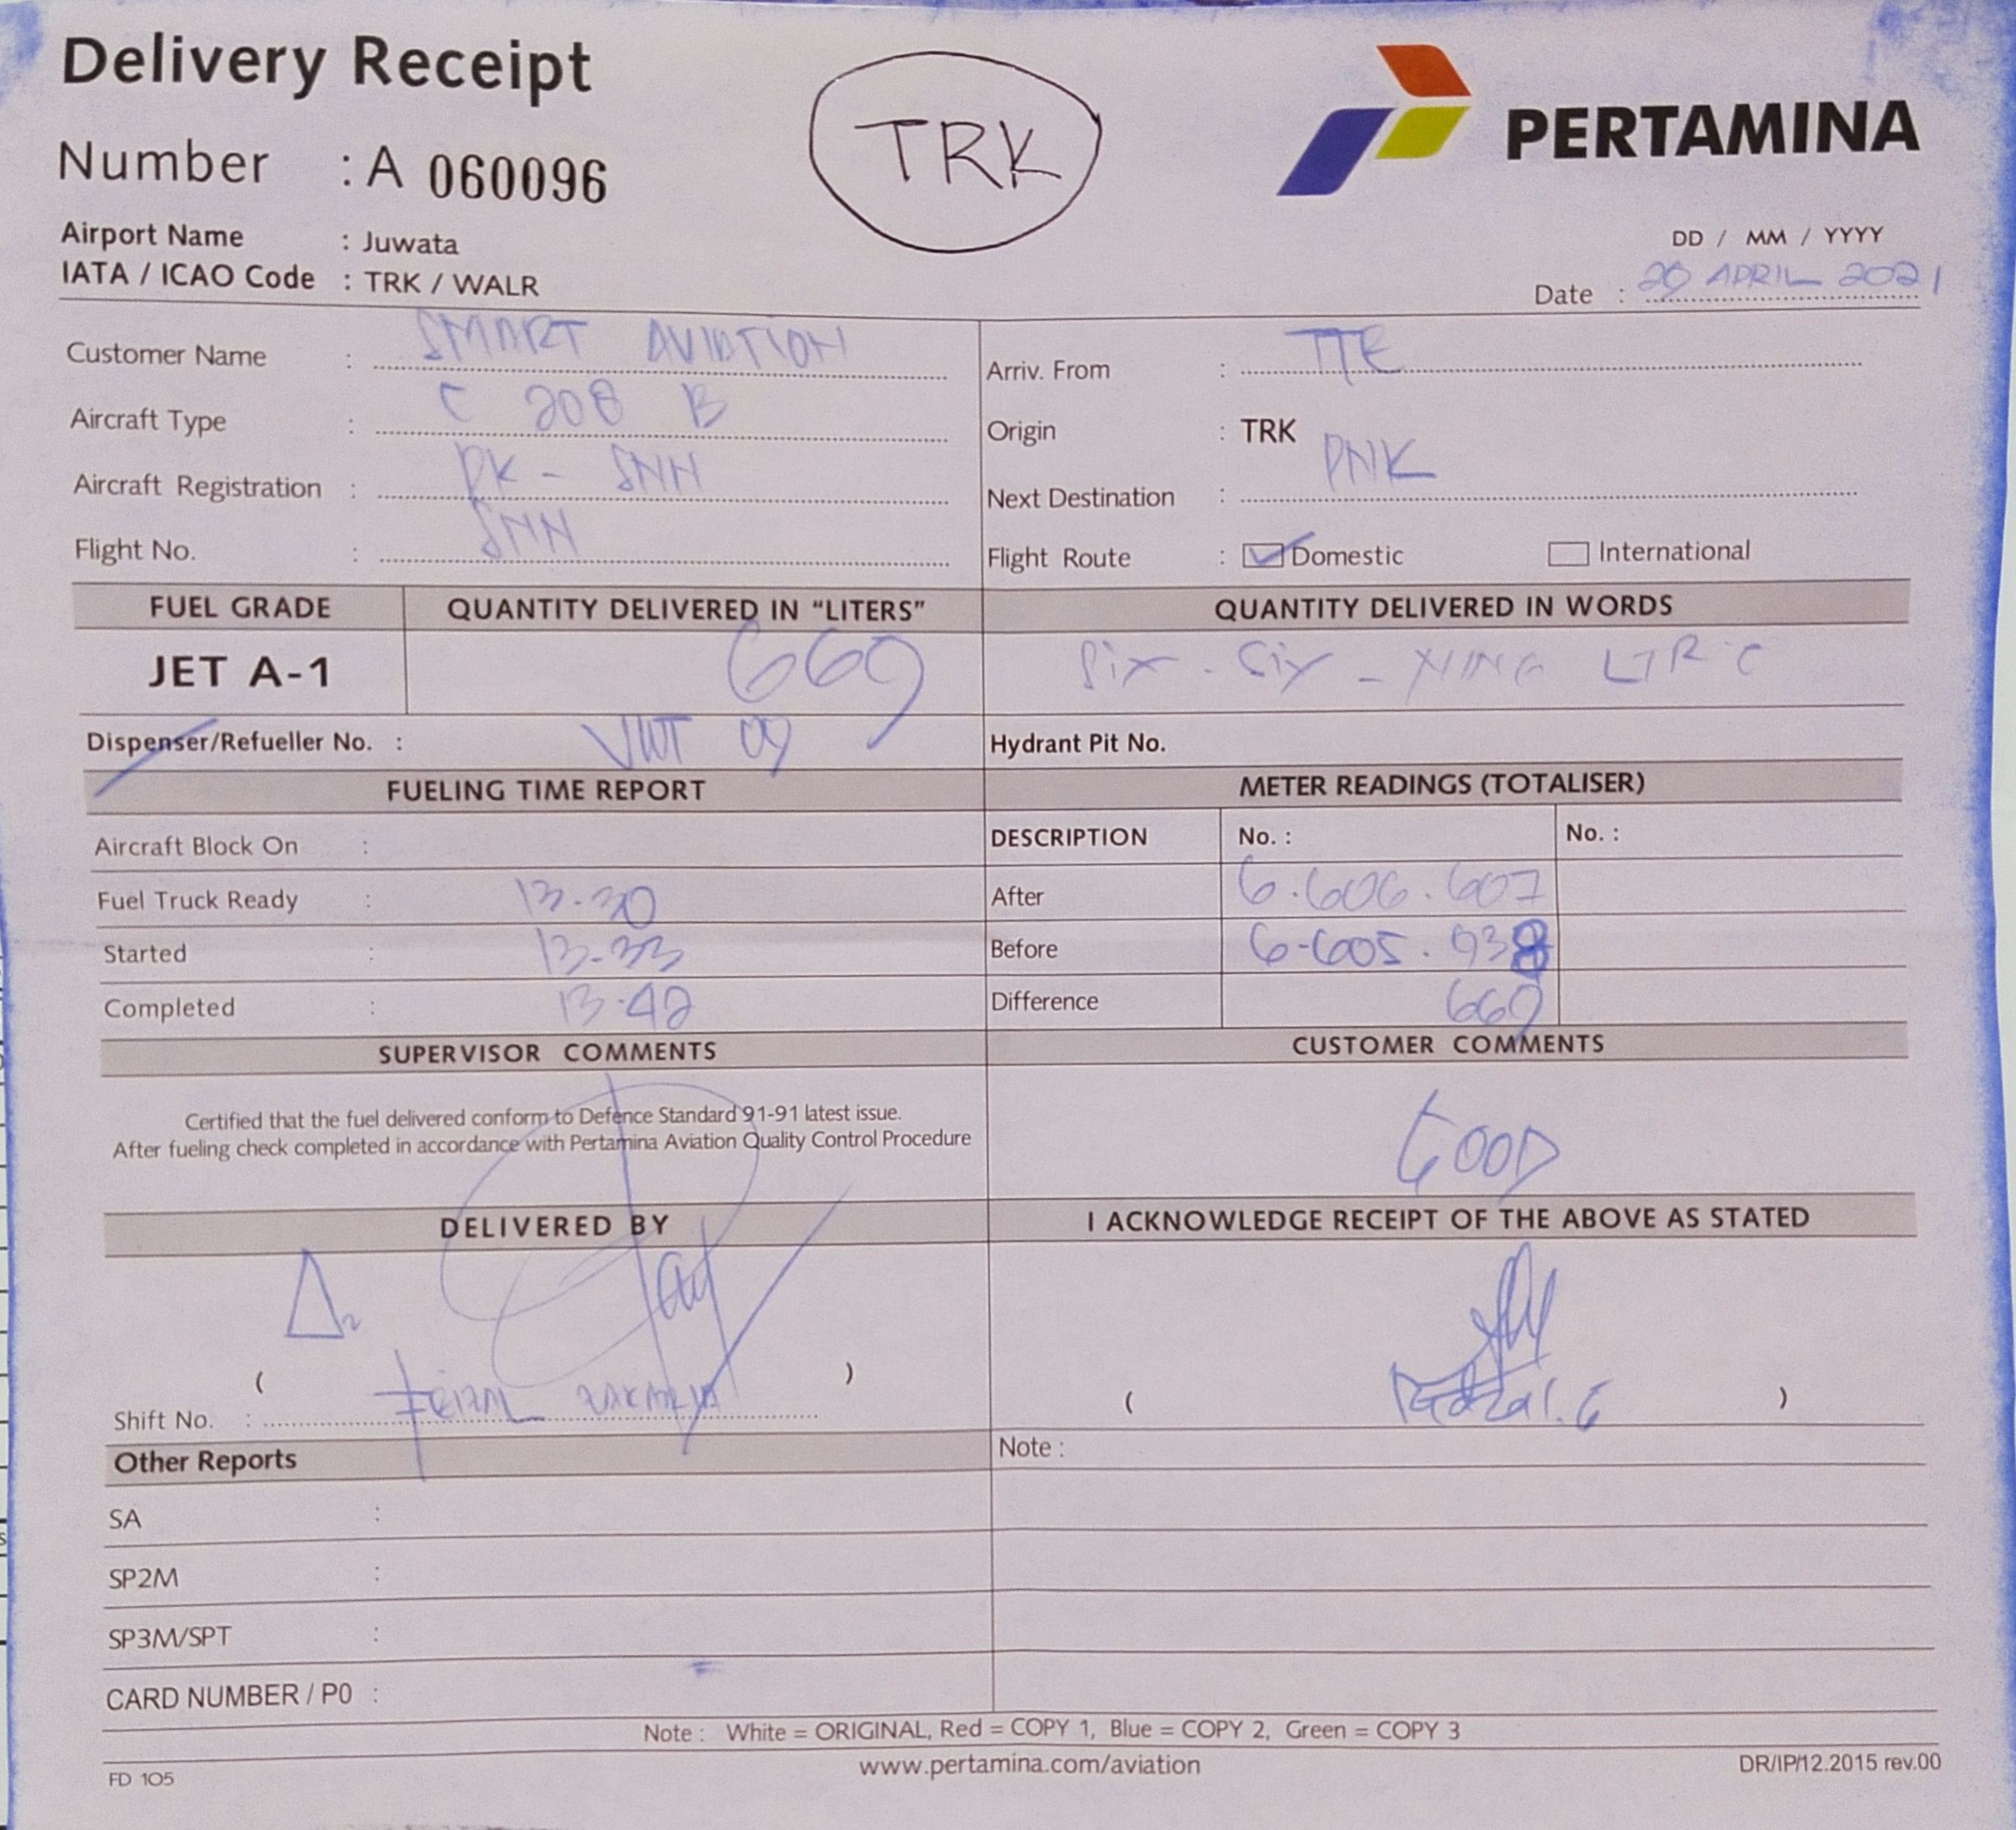 Delivery Receipt
Number : A 060096
TRK
PERTAMINA
Airport Name : Juwata
IATA / ICAO Code : TRK / WALR
DD / MM / YYYY
Date : APRIL 2021
Customer Name : SMART AVIATION
Aircraft Type : C 208 B
Aircraft Registration : PK - SNH
Flight No. : SNN
Arriv. From : TTE
Origin : TRK
Next Destination : PNK
Flight Route : Domestic International
FUEL GRADE QUANTITY DELIVERED IN "LITERS" QUANTITY DELIVERED IN WORDS
JET A-1 669 Six - Six - NINE LTR
Dispenser/Refueller No. : 09 Hydrant Pit No.
FUELING TIME REPORT
Aircraft Block On :
Fuel Truck Ready : 13-30
Started : 13-33
Completed : 13-42
METER READINGS (TOTALISER)
DESCRIPTION No. : No. :
After 6.606.607
Before 6-605.938
Difference 669
SUPERVISOR COMMENTS
Certified that the fuel delivered conform to Defence Standard 91-91 latest issue.
After fueling check completed in accordance with Pertamina Aviation Quality Control Procedure
CUSTOMER COMMENTS
GOOD
DELIVERED BY
( )
Shift No. :
I ACKNOWLEDGE RECEIPT OF THE ABOVE AS STATED
( )
Other Reports
SA :
SP2M :
SP3M/SPT :
CARD NUMBER / P0 :
Note :
Note : White = ORIGINAL, Red = COPY 1, Blue = COPY 2, Green = COPY 3
www.pertamina.com/aviation
FD 105
DR/IP/12.2015 rev.00